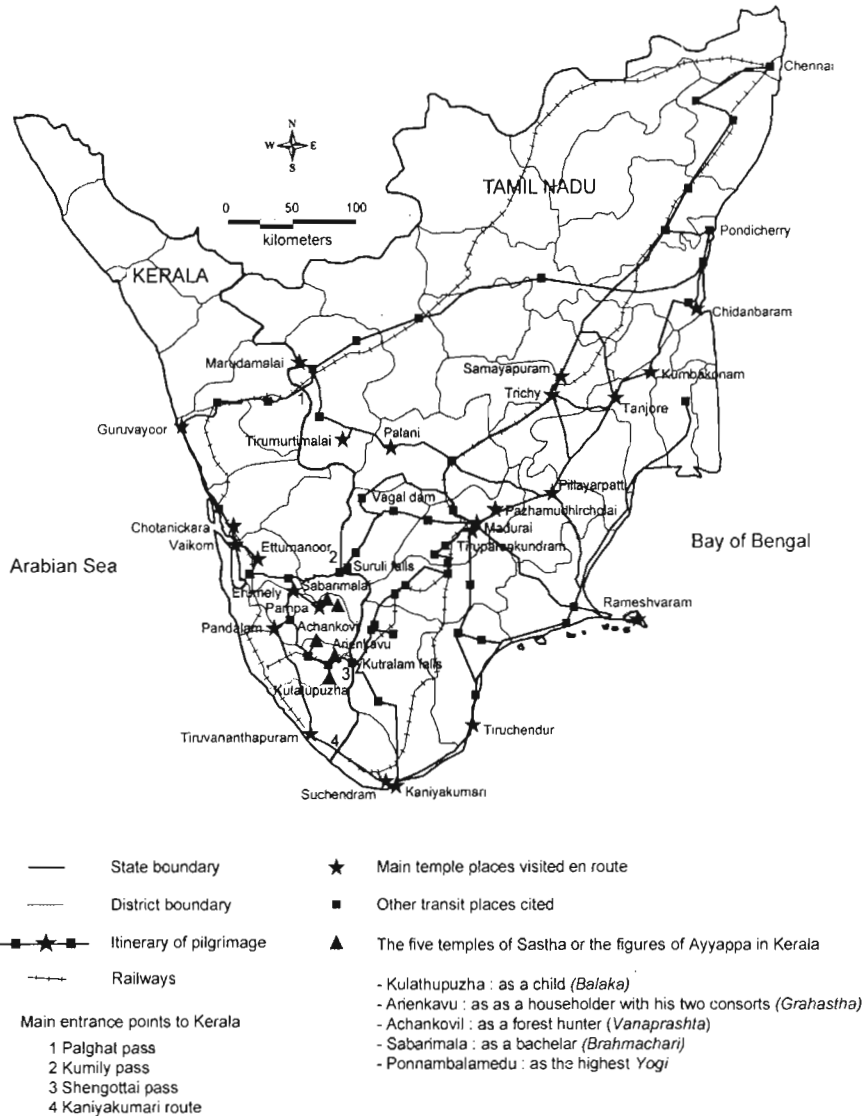 Chennai
N
W E
S
TAMIL NADU
0 50 100
kilometers
Pondicherry
KERALA
Chidanbaram
Marudamalai
Samayapuram
Kumbakonam
1
Trichy
Tanjore
Guruvayoor
Tirumurtimalai
Palani
Pillayarpatti
Vagal dam
Pazhamudhircholai
Chotanickara
Madurai
Vaikom
Ettumanoor
Tiruparankundram
Bay of Bengal
2
Arabian Sea
Suruli falls
Erumely
Sabarimala
Rameshvaram
Pampa
Pandalam
Achankovil
Arienkavu
Kutralam falls
3
Kulatupuzha
Tiruchendur
Tiruvananthapuram
4
Suchendram
Kaniyakumari
State boundary
District boundary
Itinerary of pilgrimage
Railways
Main entrance points to Kerala
1 Palghat pass
2 Kumily pass
3 Shengottai pass
4 Kaniyakumari route
Main temple places visited en route
Other transit places cited
The five temples of Sastha or the figures of Ayyappa in Kerala
- Kulathupuzha : as a child (Balaka)
- Arienkavu : as as a householder with his two consorts (Grahastha)
- Achankovil : as a forest hunter (Vanaprashta)
- Sabarimala : as a bachelar (Brahmachari)
- Ponnambalamedu : as the highest Yogi